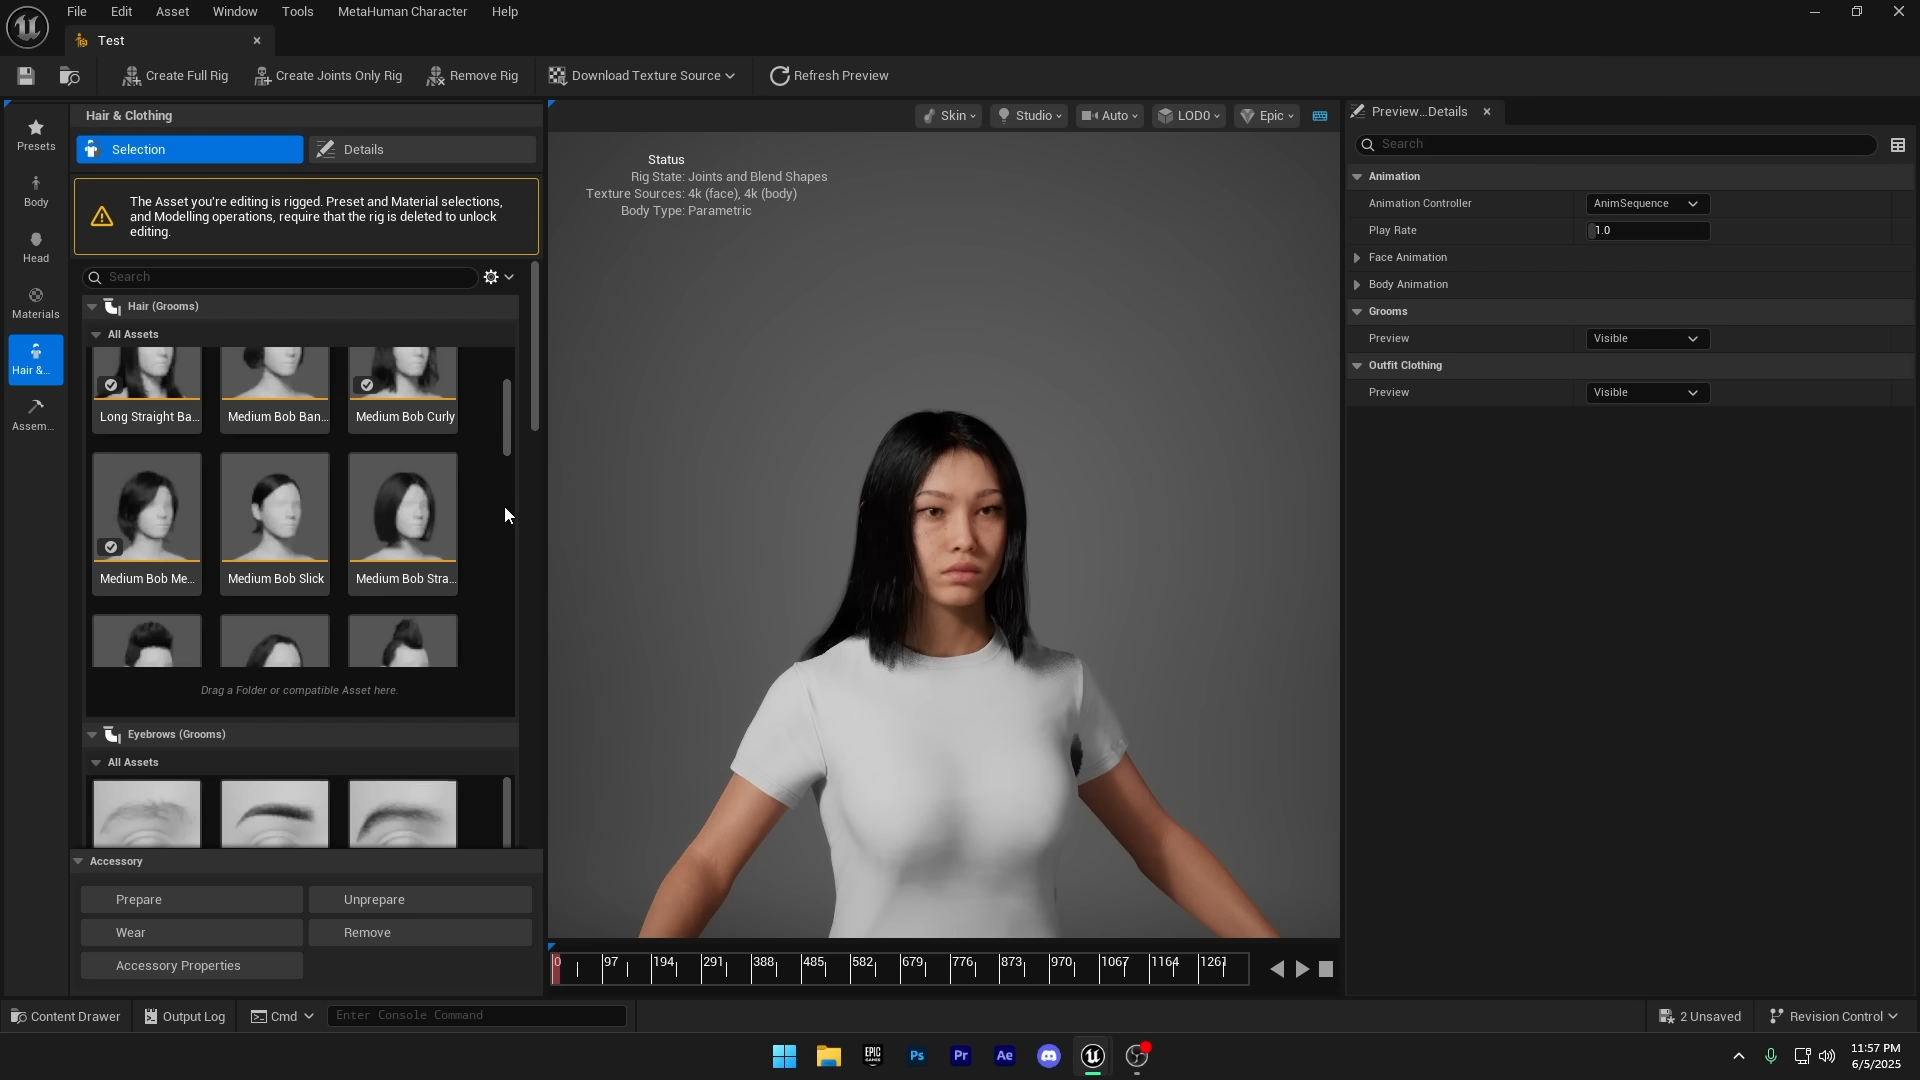 File Edit Asset Window Tools MetaHuman Character Help
Test
Create Full Rig Create Joints Only Rig Remove Rig Download Texture Source Refresh Preview
Presets
Body
Head
Materials
Hair &...
Assem...
Hair & Clothing
Selection Details
The Asset you're editing is rigged. Preset and Material selections,
and Modelling operations, require that the rig is deleted to unlock
editing.
Search
Hair (Grooms)
All Assets
Long Straight Ba... Medium Bob Ban... Medium Bob Curly
Medium Bob Me... Medium Bob Slick Medium Bob Stra...
Drag a Folder or compatible Asset here.
Eyebrows (Grooms)
All Assets
Accessory
Prepare Unprepare
Wear Remove
Accessory Properties
Skin Studio Auto LOD0 Epic
Status
Rig State: Joints and Blend Shapes
Texture Sources: 4k (face), 4k (body)
Body Type: Parametric
0 97 194 291 388 485 582 679 776 873 970 1067 1164 1261
Preview...Details
Search
Animation
Animation Controller AnimSequence
Play Rate 1.0
Face Animation
Body Animation
Grooms
Preview Visible
Outfit Clothing
Preview Visible
Content Drawer Output Log Cmd Enter Console Command 2 Unsaved Revision Control
EPIC GAMES Ps Pr Ae
11:57 PM
6/5/2025